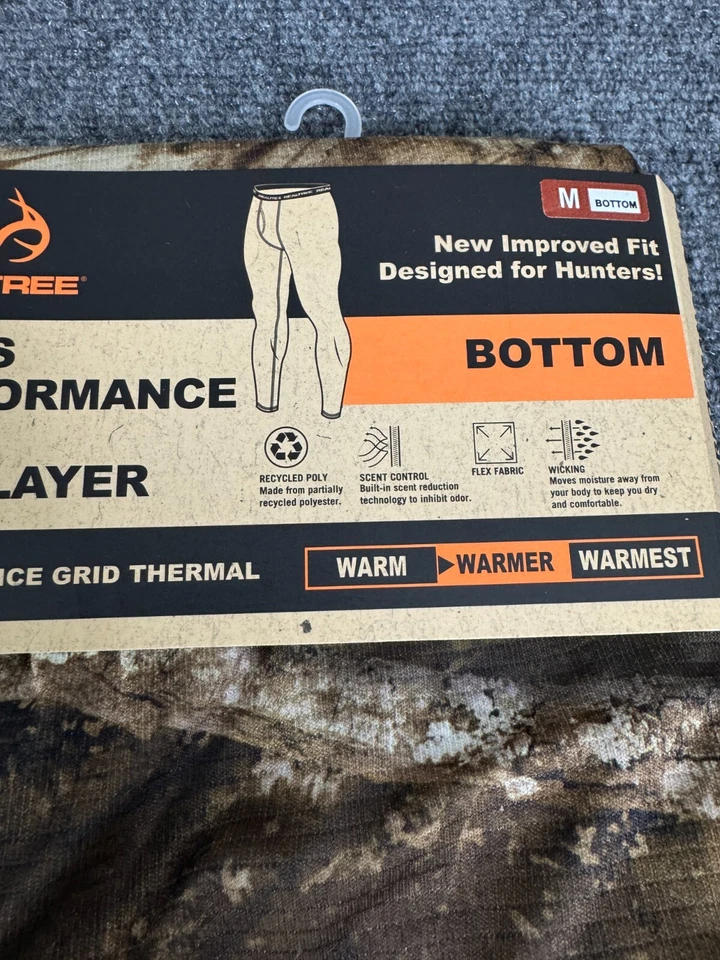 M BOTTOM
New Improved Fit
Designed for Hunters!
TREE®
S
ORMANCE
LAYER
BOTTOM
RECYCLED POLY
Made from partially
recycled polyester.
SCENT CONTROL
Built-in scent reduction
technology to inhibit odor.
FLEX FABRIC
WICKING
Moves moisture away from
your body to keep you dry
and comfortable.
ICE GRID THERMAL
WARM WARMER WARMEST